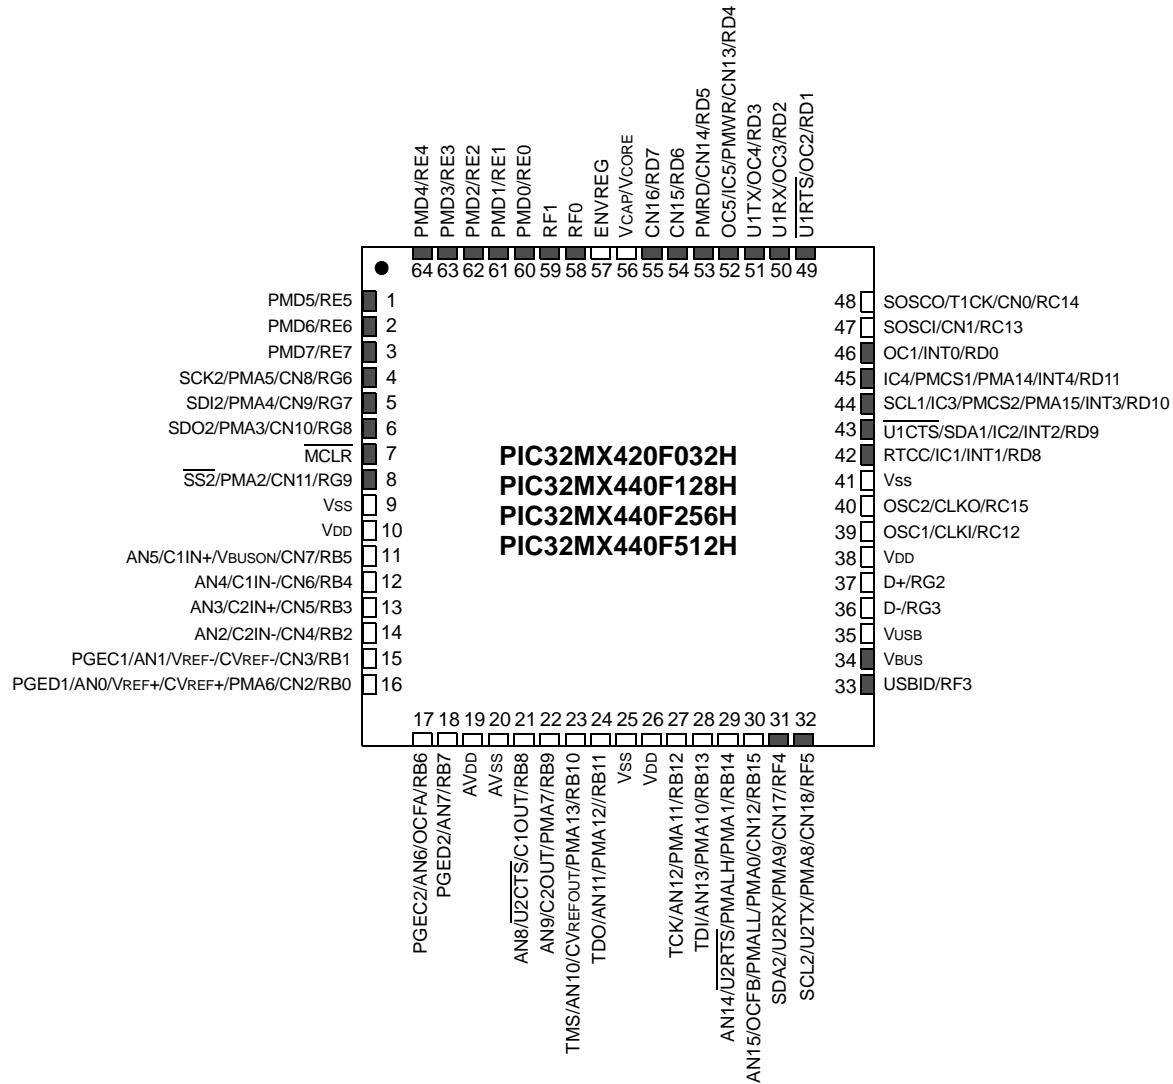 PMD4/RE4
PMD3/RE3
PMD2/RE2
PMD1/RE1
PMD0/RE0
RF1
RF0
ENVREG
VCAP/VCORE
CN16/RD7
CN15/RD6
PMRD/CN14/RD5
OC5/IC5/PMWR/CN13/RD4
U1TX/OC4/RD3
U1RX/OC3/RD2
U1RTS/OC2/RD1
64 63 62 61 60 59 58 57 56 55 54 53 52 51 50 49
PMD5/RE5 1
PMD6/RE6 2
PMD7/RE7 3
SCK2/PMA5/CN8/RG6 4
SDI2/PMA4/CN9/RG7 5
SDO2/PMA3/CN10/RG8 6
MCLR 7
SS2/PMA2/CN11/RG9 8
VSS 9
VDD 10
AN5/C1IN+/VBUSON/CN7/RB5 11
AN4/C1IN-/CN6/RB4 12
AN3/C2IN+/CN5/RB3 13
AN2/C2IN-/CN4/RB2 14
PGEC1/AN1/VREF-/CVREF-/CN3/RB1 15
PGED1/AN0/VREF+/CVREF+/PMA6/CN2/RB0 16
PIC32MX420F032H
PIC32MX440F128H
PIC32MX440F256H
PIC32MX440F512H
48 SOSCO/T1CK/CN0/RC14
47 SOSCI/CN1/RC13
46 OC1/INT0/RD0
45 IC4/PMCS1/PMA14/INT4/RD11
44 SCL1/IC3/PMCS2/PMA15/INT3/RD10
43 U1CTS/SDA1/IC2/INT2/RD9
42 RTCC/IC1/INT1/RD8
41 VSS
40 OSC2/CLKO/RC15
39 OSC1/CLKI/RC12
38 VDD
37 D+/RG2
36 D-/RG3
35 VUSB
34 VBUS
33 USBID/RF3
17 18 19 20 21 22 23 24 25 26 27 28 29 30 31 32
PGEC2/AN6/OCFA/RB6
PGED2/AN7/RB7
AVDD
AVSS
AN8/U2CTS/C1OUT/RB8
AN9/C2OUT/PMA7/RB9
TMS/AN10/CVREFOUT/PMA13/RB10
TDO/AN11/PMA12//RB11
VSS
VDD
TCK/AN12/PMA11/RB12
TDI/AN13/PMA10/RB13
AN14/U2RTS/PMALH/PMA1/RB14
AN15/OCFB/PMALL/PMA0/CN12/RB15
SDA2/U2RX/PMA9/CN17/RF4
SCL2/U2TX/PMA8/CN18/RF5